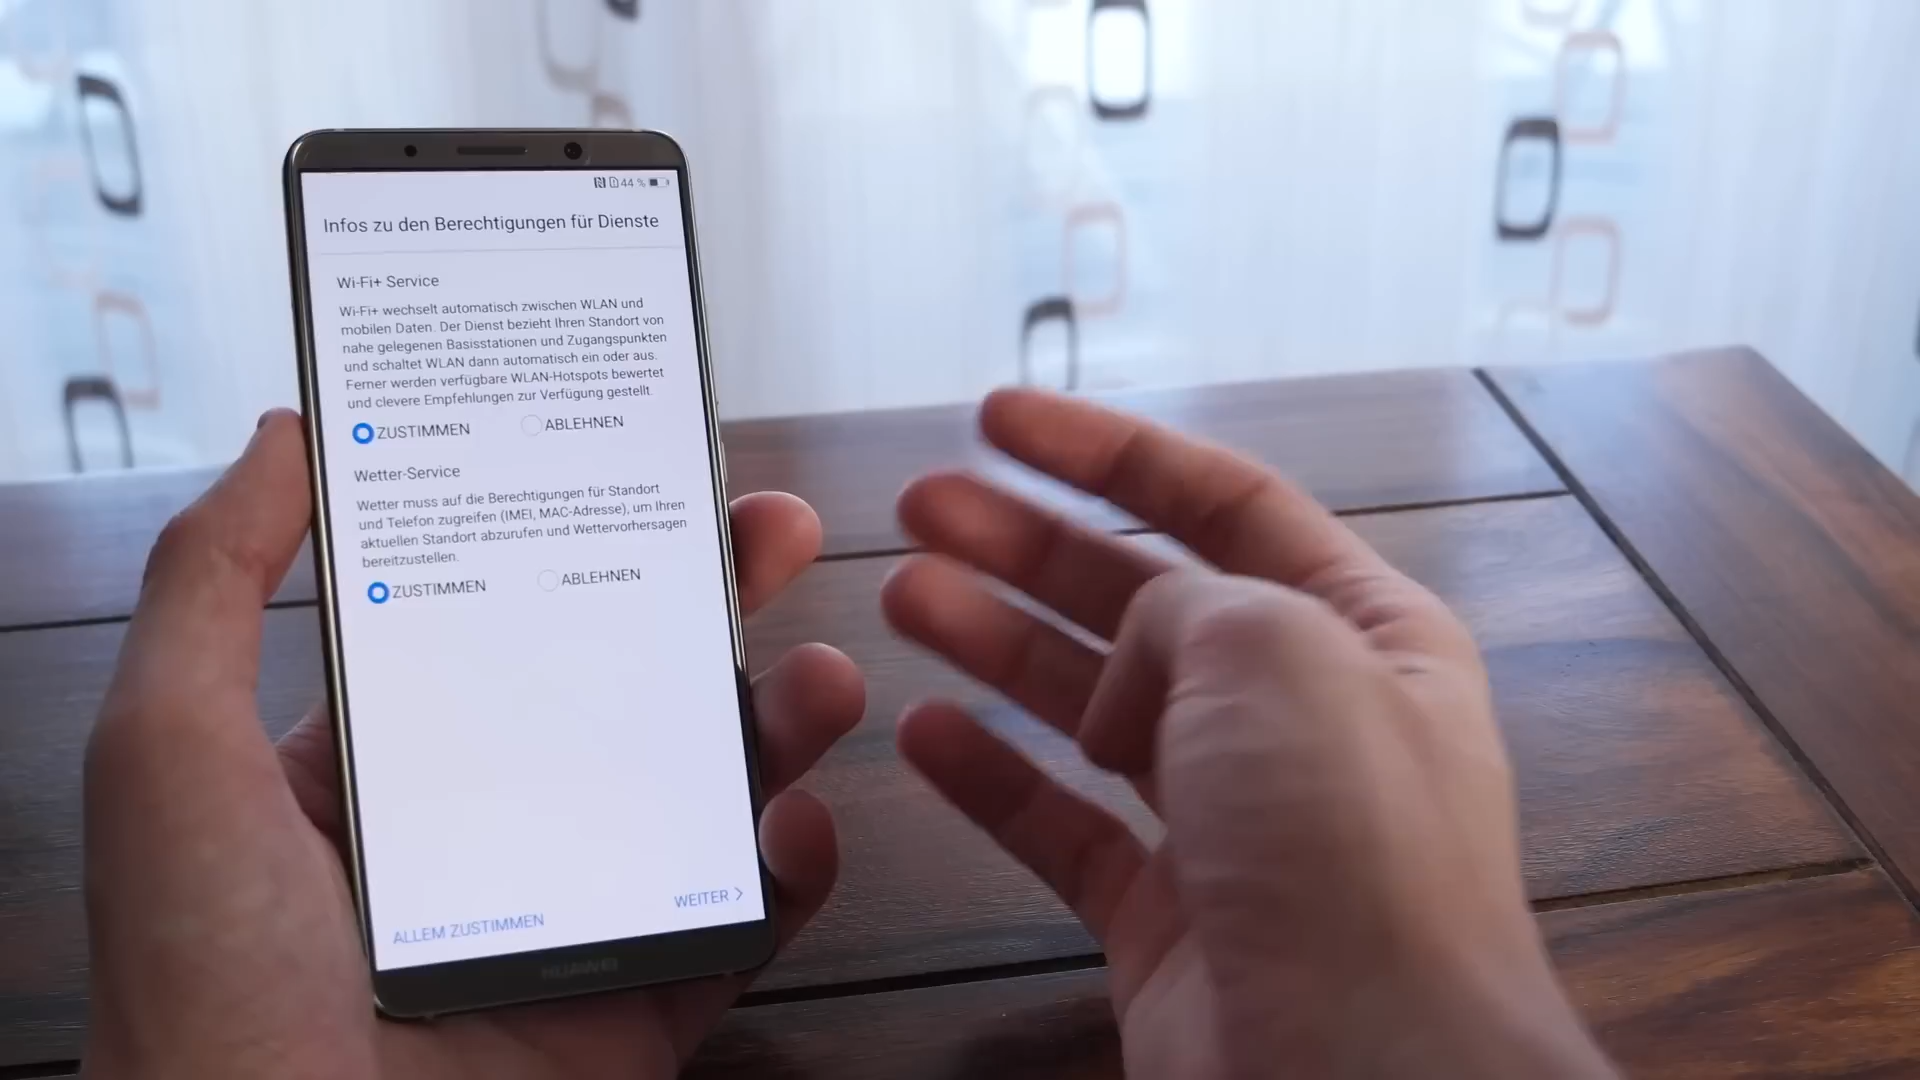 44 %
Infos zu den Berechtigungen für Dienste
Wi-Fi+ Service
Wi-Fi+ wechselt automatisch zwischen WLAN und
mobilen Daten. Der Dienst bezieht Ihren Standort von
nahe gelegenen Basisstationen und Zugangspunkten
und schaltet WLAN dann automatisch ein oder aus.
Ferner werden verfügbare WLAN-Hotspots bewertet
und clevere Empfehlungen zur Verfügung gestellt.
ZUSTIMMEN ABLEHNEN
Wetter-Service
Wetter muss auf die Berechtigungen für Standort
und Telefon zugreifen (IMEI, MAC-Adresse), um Ihren
aktuellen Standort abzurufen und Wettervorhersagen
bereitzustellen.
ZUSTIMMEN ABLEHNEN
WEITER
ALLEM ZUSTIMMEN
HUAWEI